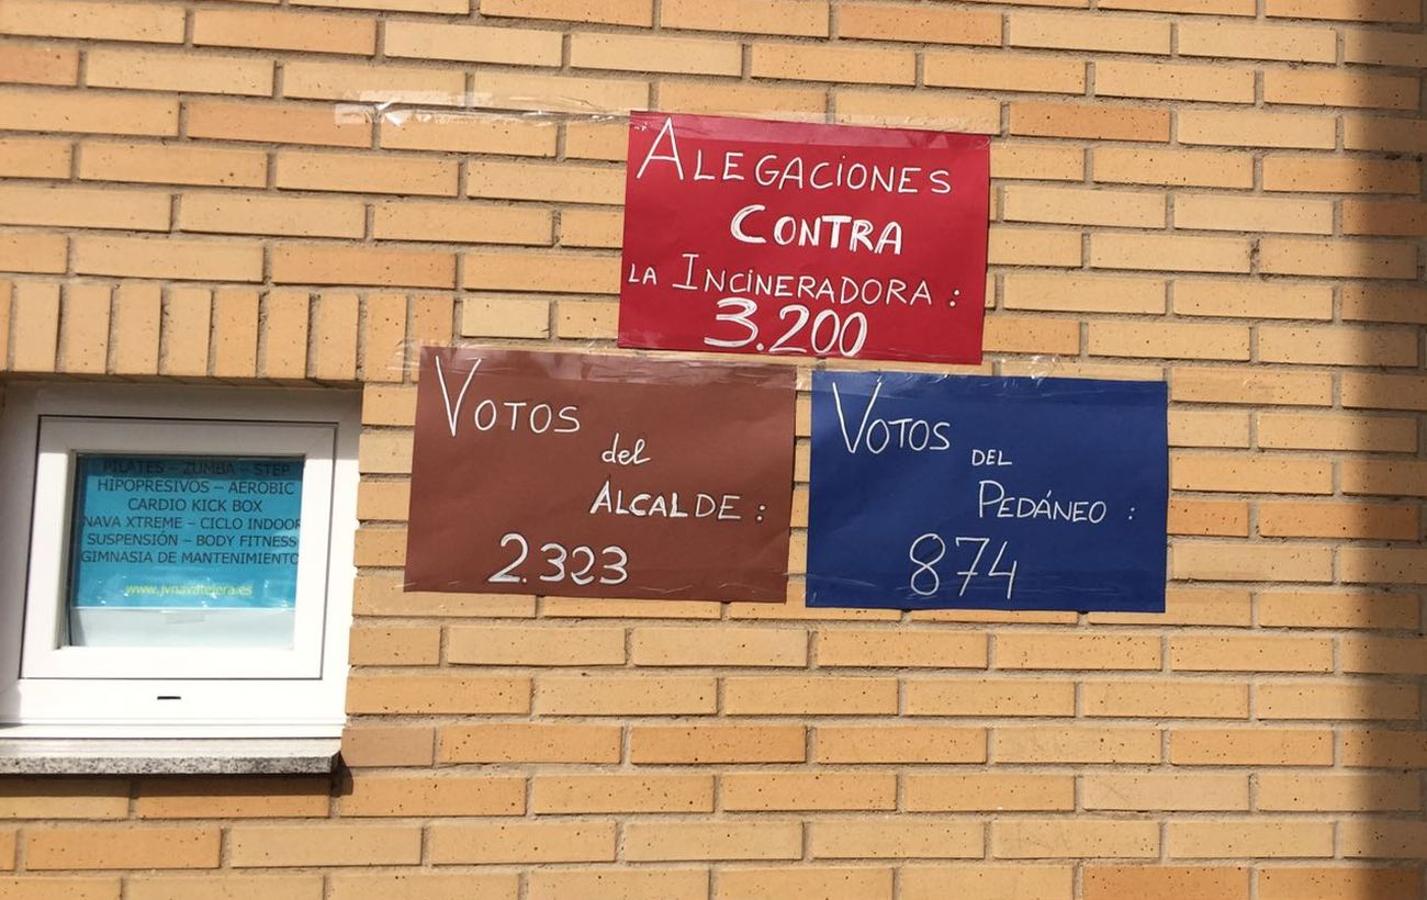 ALEGACiONES
CONTRA
LA INCiNERADORA :
3.200
VOTOS
del
ALCALDE :
2.323
VOTOS
DEL
PEDÁNEO :
874
PILATES – ZUMBA – STEP
HIPOPRESIVOS – AEROBIC
CARDIO KICK BOX
NAVA XTREME – CICLO INDOOR
SUSPENSIÓN – BODY FITNESS
GIMNASIA DE MANTENIMIENTO
www.jvnavatejera.es